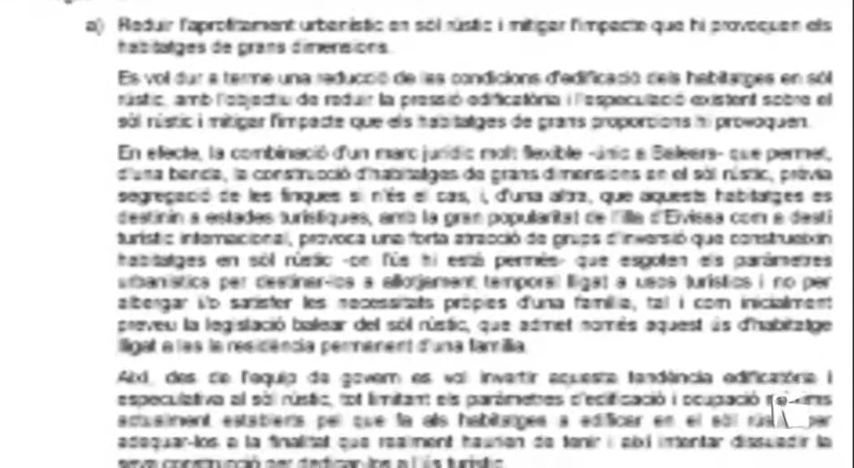 a) Reduir l'aprofitament urbanístic en sòl rústic i mitigar l'impacte que hi provoquen els
habitatges de grans dimensions.
Es vol dur a terme una reducció de les condicions d'edificació dels habitatges en sòl
rústic, amb l'objectiu de reduir la pressió edificatòria i l'especulació existent sobre el
sòl rústic i mitigar l'impacte que els habitatges de grans proporcions hi provoquen.
En efecte, la combinació d'un marc jurídic molt flexible -únic a Balears- que permet,
d'una banda, la construcció d'habitatges de grans dimensions en el sòl rústic, prèvia
segregació de les finques si n'és el cas, i, d'una altra, que aquests habitatges es
destinin a estades turístiques, amb la gran popularitat de l'illa d'Eivissa com a destí
turístic internacional, provoca una forta atracció de grups d'inversió que construeixin
habitatges en sòl rústic -on l'ús hi està permès- que esgoten els paràmetres
urbanístics per destinar-los a allotjament temporal lligat a usos turístics i no per
albergar i/o satisfer les necessitats pròpies d'una família, tal i com inicialment
preveu la legislació balear del sòl rústic, que admet només aquest ús d'habitatge
lligat a les la residència permanent d'una família.
Així, des de l'equip de govern es vol invertir aquesta tendència edificatòria i
especulativa al sòl rústic, tot limitant els paràmetres d'edificació i ocupació
actualment establerts pel que fa als habitatges a edificar en el sòl per
adequar-los a la finalitat que realment haurien de tenir i així intentar dissuadir la
seva construcció per dedicar-los a l'ús turístic.